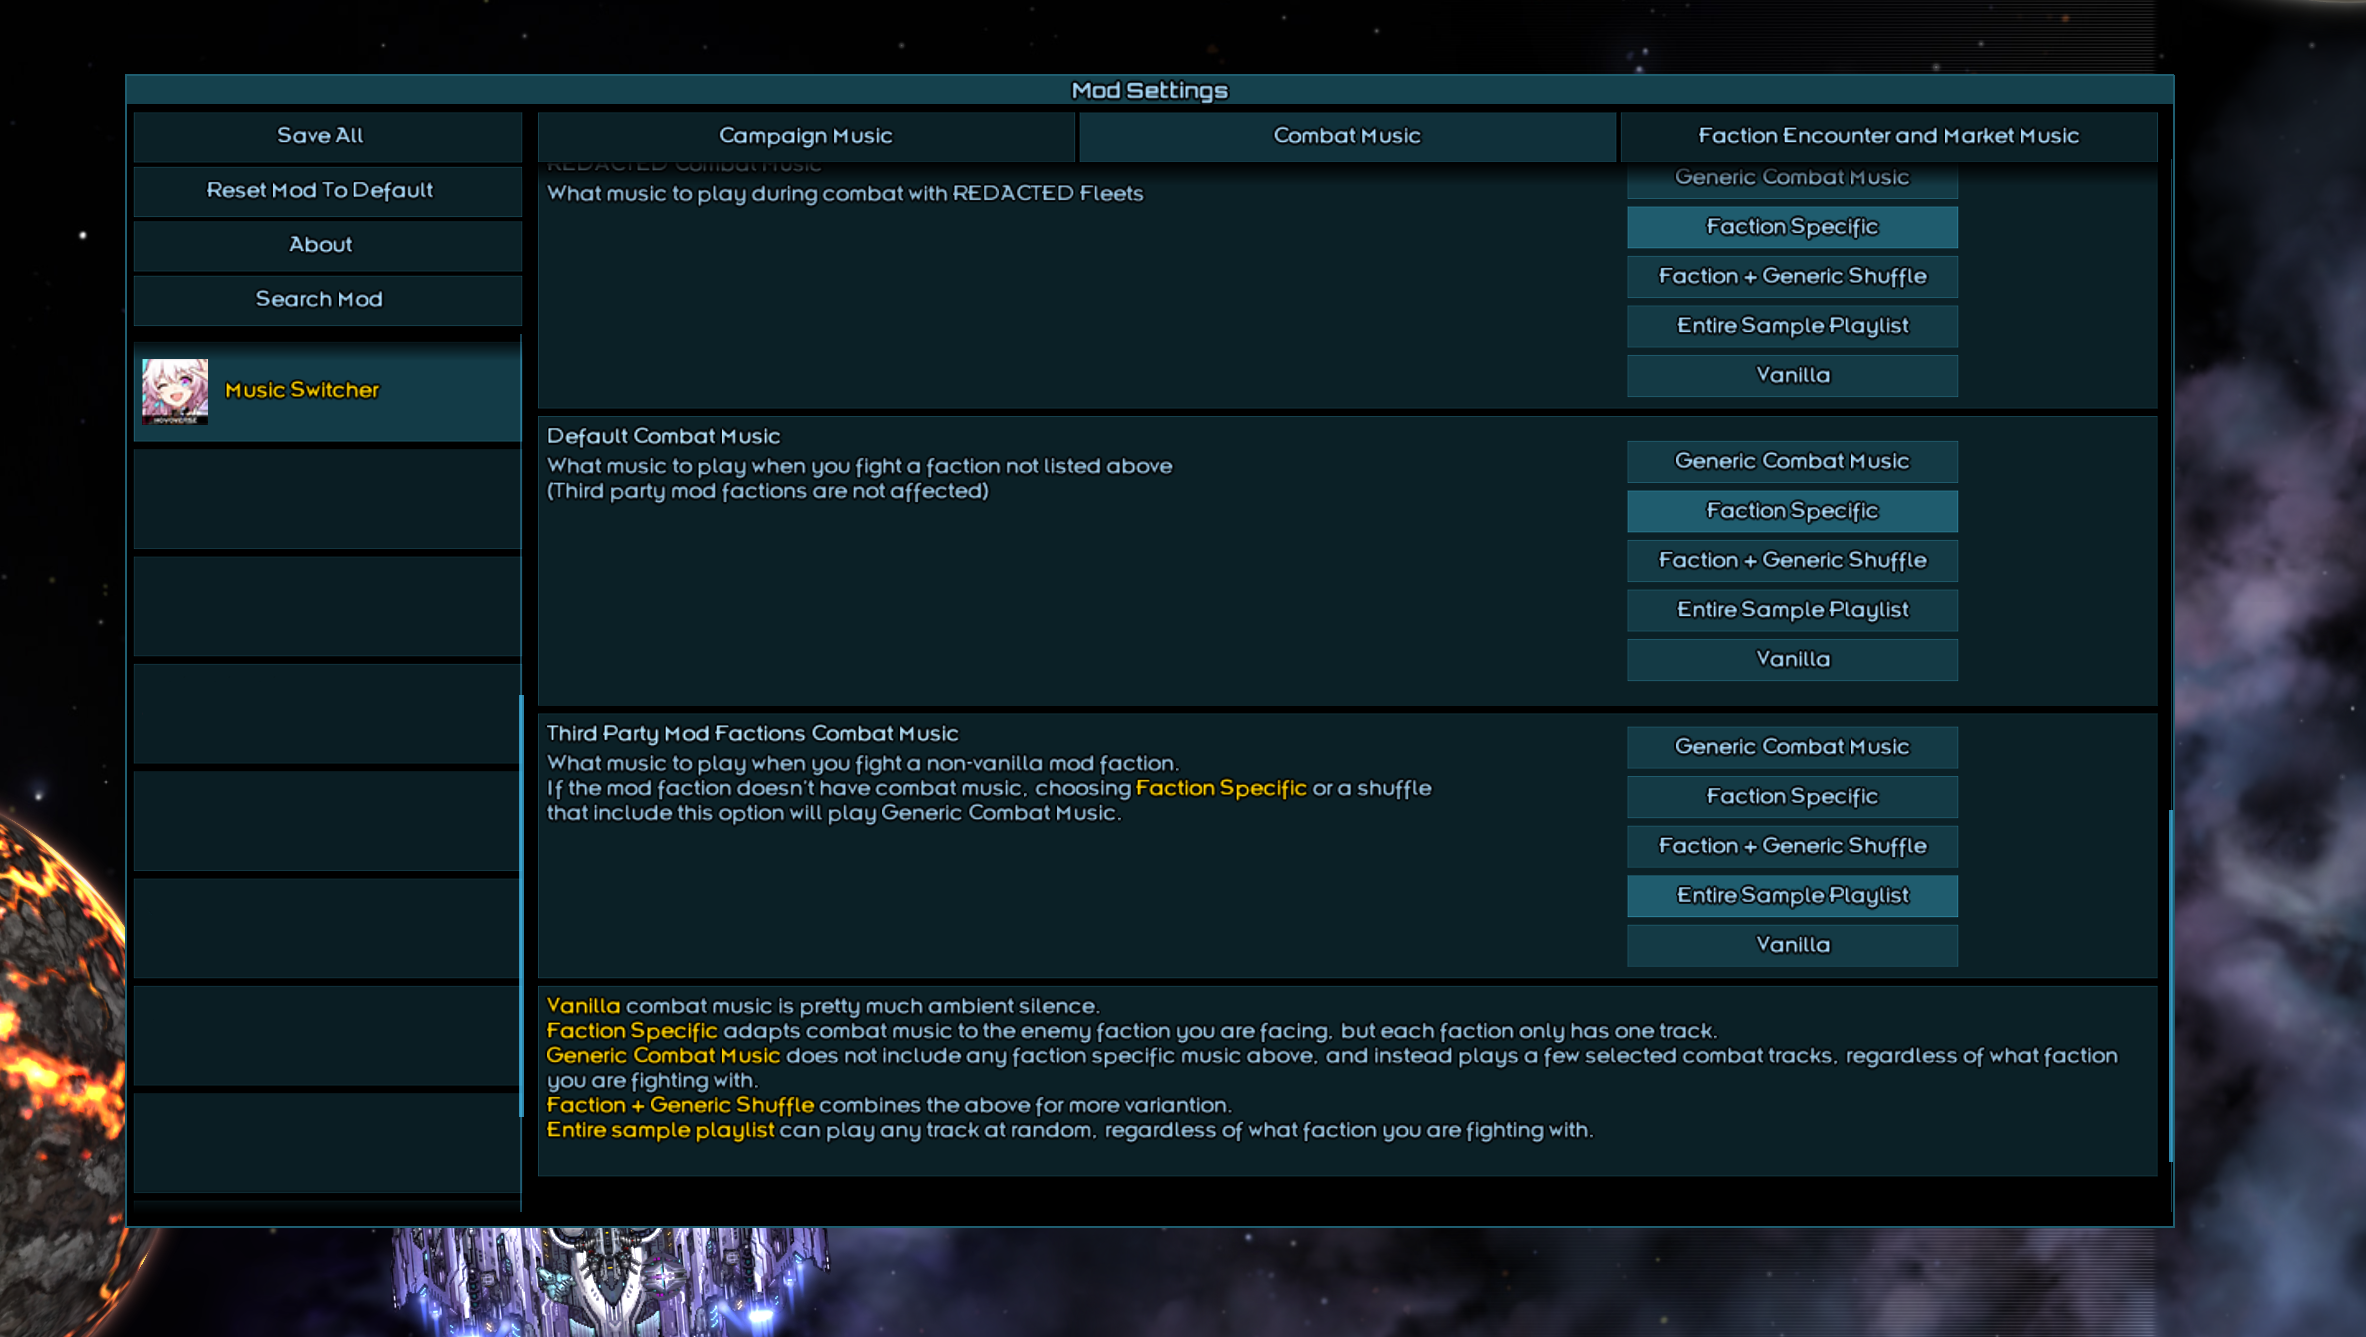 Mod Settings
Save All
Reset Mod To Default
About
Search Mod
Music Switcher
Campaign Music
Combat Music
Faction Encounter and Market Music
REDACTED Combat Music
What music to play during combat with REDACTED Fleets
Generic Combat Music
Faction Specific
Faction + Generic Shuffle
Entire Sample Playlist
Vanilla
Default Combat Music
What music to play when you fight a faction not listed above
(Third party mod factions are not affected)
Generic Combat Music
Faction Specific
Faction + Generic Shuffle
Entire Sample Playlist
Vanilla
Third Party Mod Factions Combat Music
What music to play when you fight a non-vanilla mod faction.
If the mod faction doesn't have combat music, choosing Faction Specific or a shuffle
that include this option will play Generic Combat Music.
Generic Combat Music
Faction Specific
Faction + Generic Shuffle
Entire Sample Playlist
Vanilla
Vanilla combat music is pretty much ambient silence.
Faction Specific adapts combat music to the enemy faction you are facing, but each faction only has one track.
Generic Combat Music does not include any faction specific music above, and instead plays a few selected combat tracks, regardless of what faction
you are fighting with.
Faction + Generic Shuffle combines the above for more variantion.
Entire sample playlist can play any track at random, regardless of what faction you are fighting with.